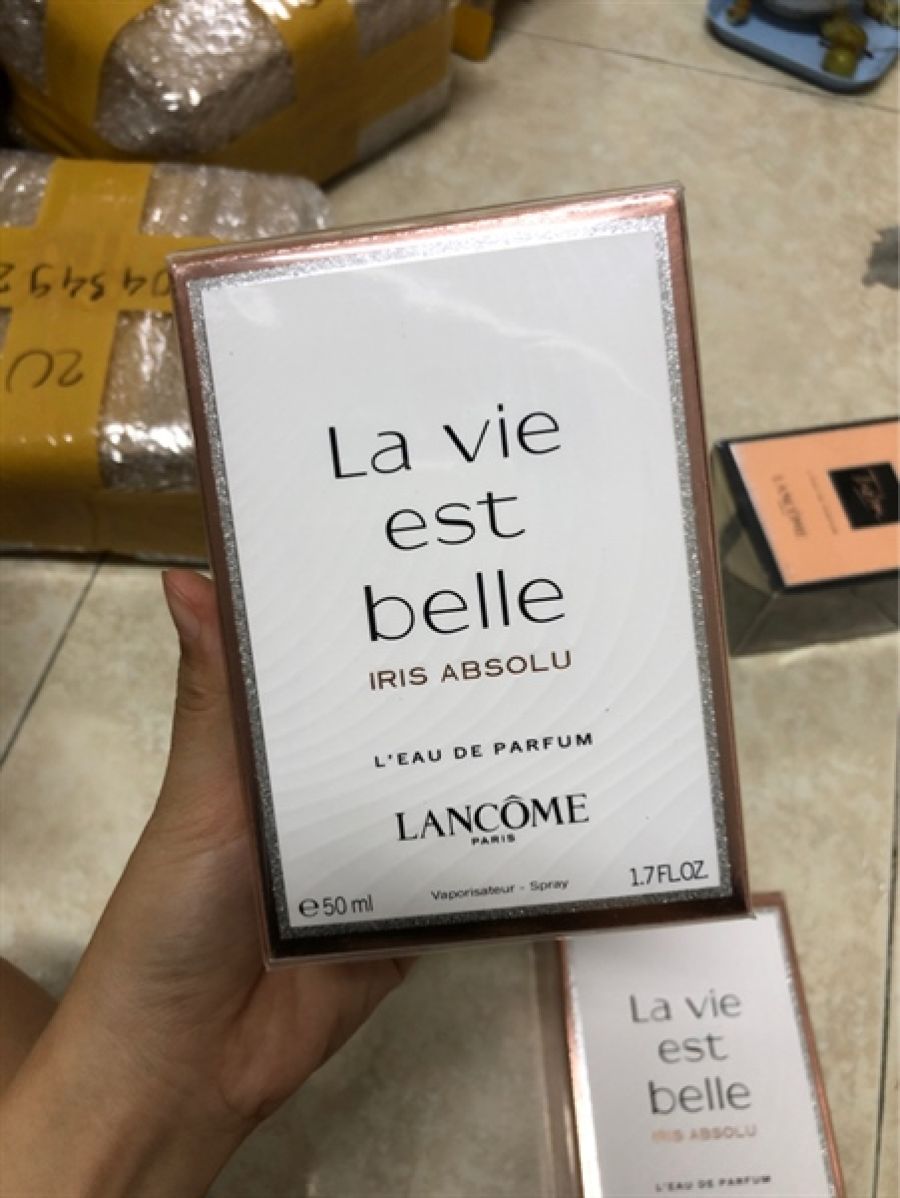 La vie
est
belle
IRIS ABSOLU
L'EAU DE PARFUM
LANCÔME
PARIS
e 50 ml
Vaporisateur - Spray
1.7 FL.OZ.
La vie
est
belle
IRIS ABSOLU
L'EAU DE PARFUM
LANCÔME